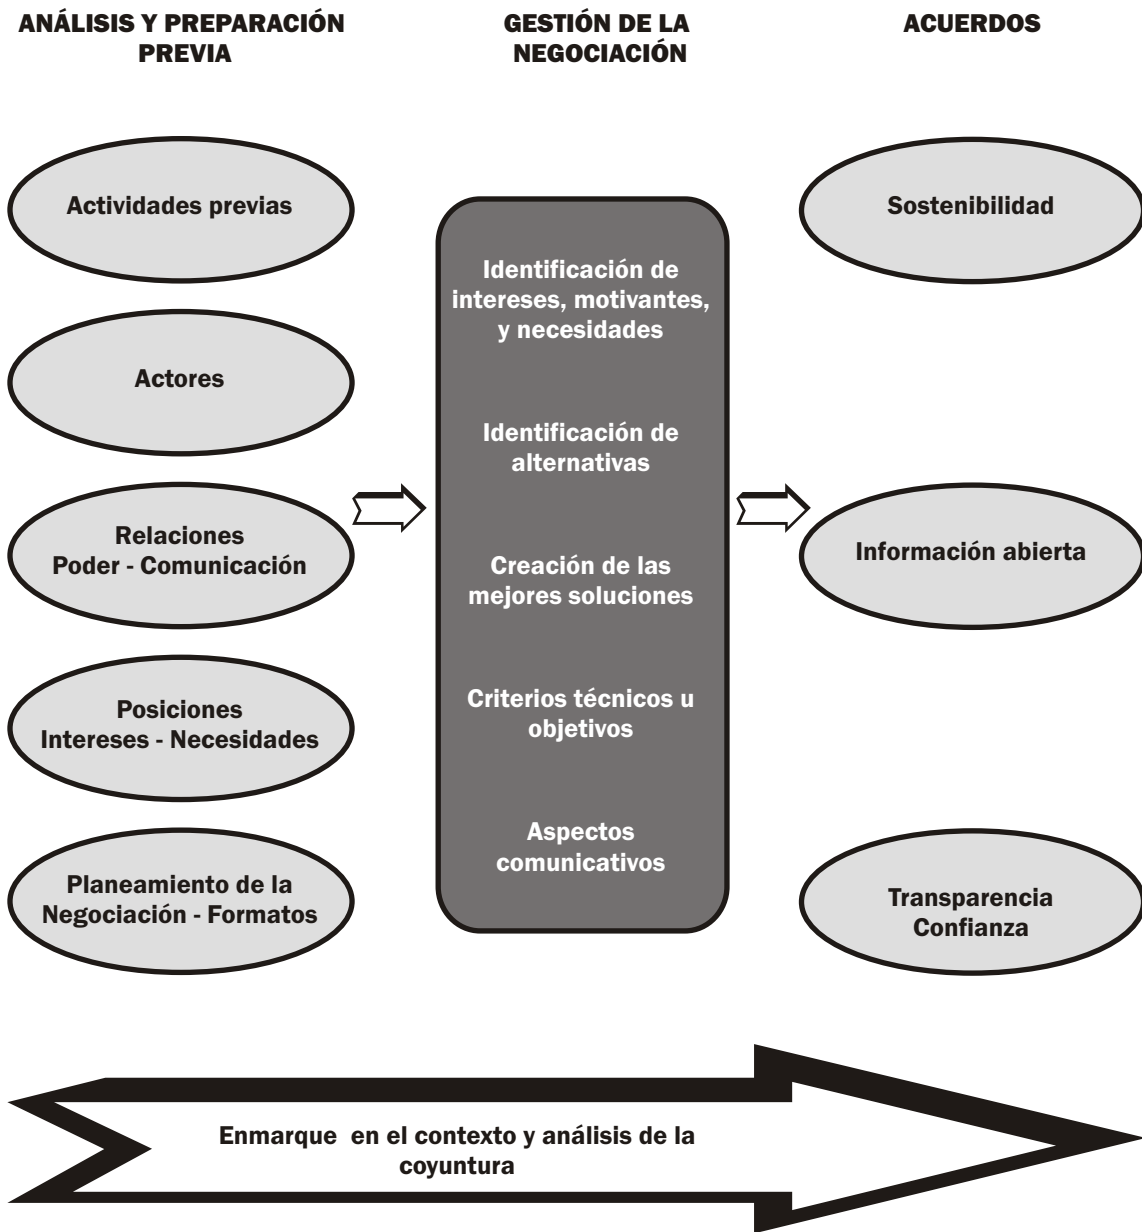 ANÁLISIS Y PREPARACIÓN
PREVIA
GESTIÓN DE LA
NEGOCIACIÓN
ACUERDOS
Actividades previas
Actores
Relaciones
Poder - Comunicación
Posiciones
Intereses - Necesidades
Planeamiento de la
Negociación - Formatos
Identificación de
intereses, motivantes,
y necesidades
Identificación de
alternativas
Creación de las
mejores soluciones
Criterios técnicos u
objetivos
Aspectos
comunicativos
Sostenibilidad
Información abierta
Transparencia
Confianza
Enmarque  en el contexto y análisis de la
coyuntura